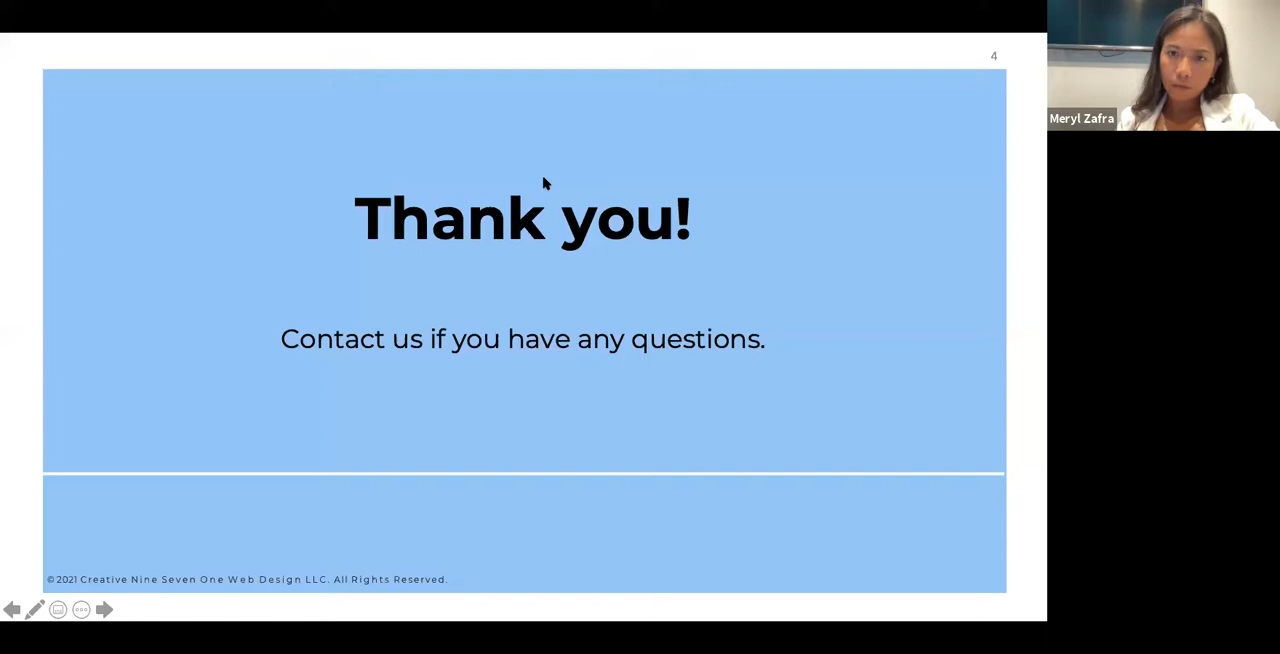 4
Meryl Zafra
Thank you!
Contact us if you have any questions.
©2021 Creative Nine Seven One Web Design LLC. All Rights Reserved.